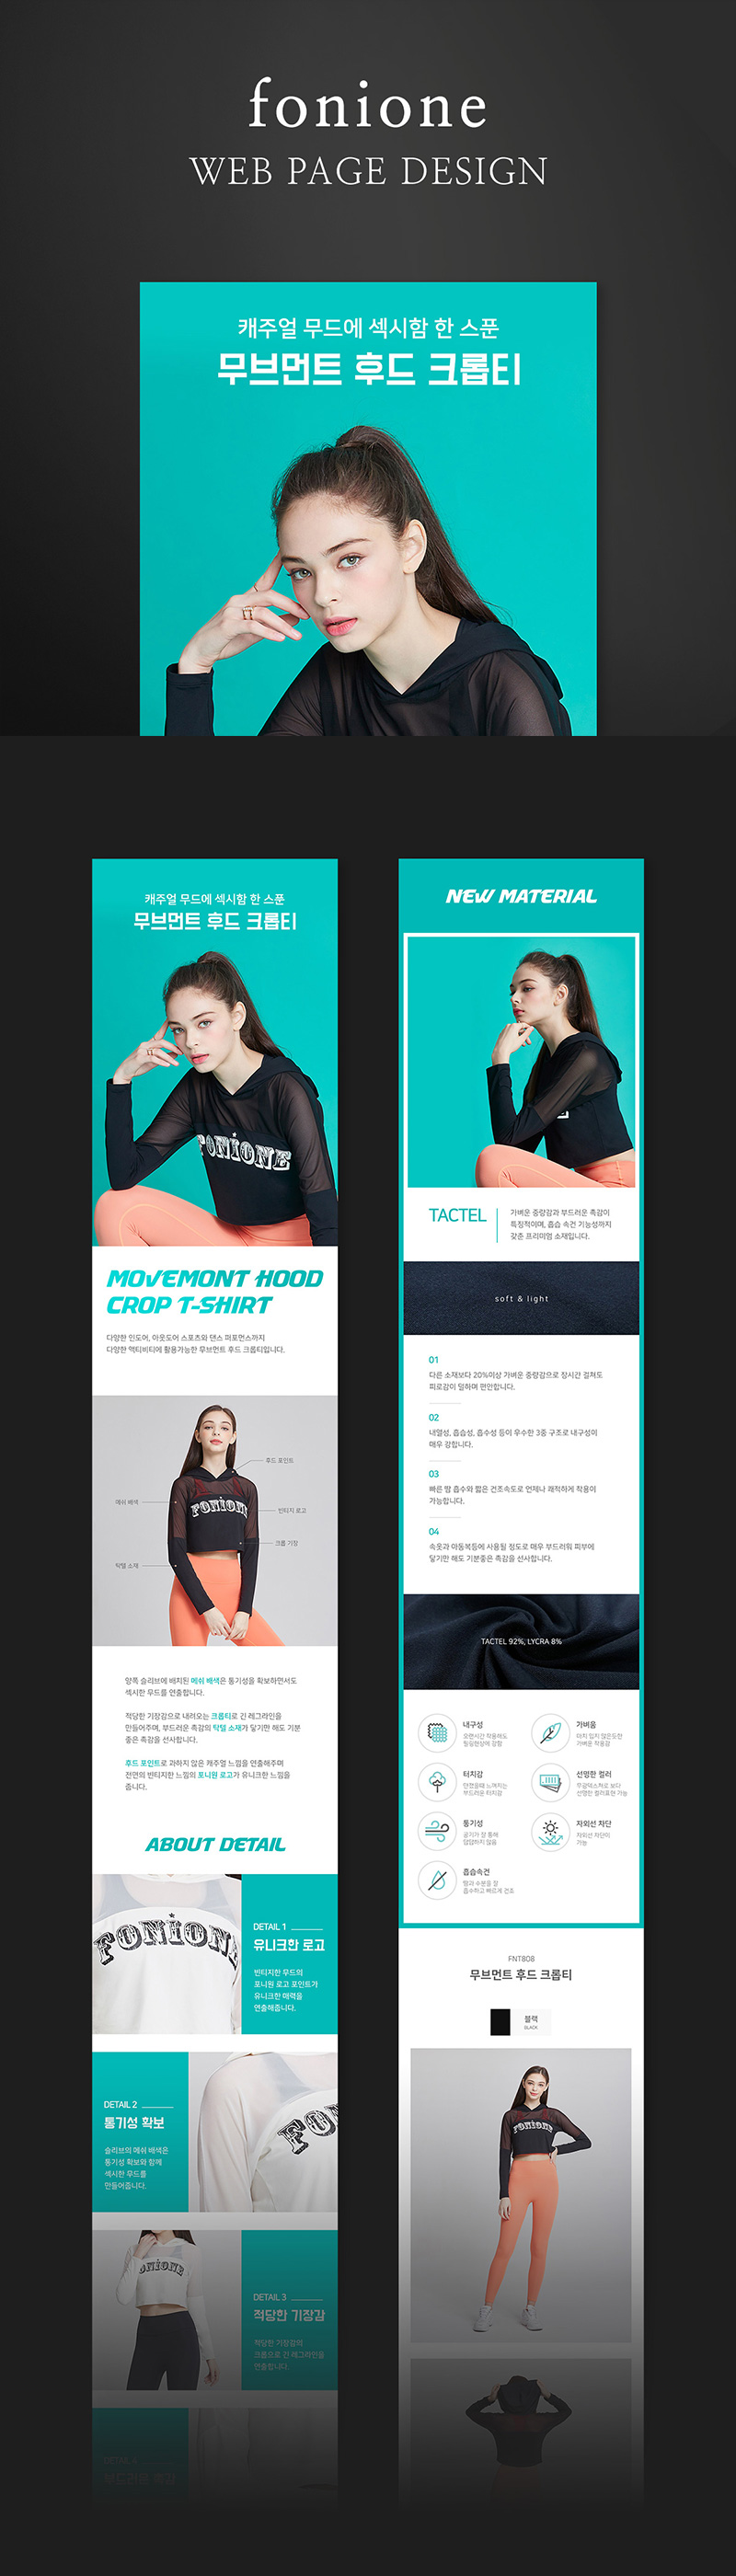 fonione
WEB PAGE DESIGN
캐주얼 무드에 섹시함 한 스푼
무브먼트 후드 크롭티
캐주얼 무드에 섹시함 한 스푼
무브먼트 후드 크롭티
FONIONE
MOVEMONT HOOD
CROP T-SHIRT
다양한 인도어, 아웃도어 스포츠와 댄스 퍼포먼스까지
다양한 액티비티에 활용가능한 무브먼트 후드 크롭티입니다.
후드 포인트
메쉬 배색
FONIONE
빈티지 로고
크롭 기장
탁텔 소재
양쪽 슬리브에 배치된 메쉬 배색은 통기성을 확보하면서도
섹시한 무드를 연출합니다.
적당한 기장감으로 내려오는 크롭티로 긴 레그라인을
만들어주며, 부드러운 촉감의 탁텔 소재가 닿기만 해도 기분
좋은 촉감을 선사합니다.
후드 포인트로 과하지 않은 캐주얼 느낌을 연출해주며
전면의 빈티지한 느낌의 포니원 로고가 유니크한 느낌을
줍니다.
ABOUT DETAIL
FONIONE
DETAIL 1
유니크한 로고
빈티지한 무드의
포니원 로고 포인트가
유니크한 매력을
연출해줍니다.
DETAIL 2
통기성 확보
슬리브의 메쉬 배색은
통기성 확보와 함께
섹시한 무드를
만들어줍니다.
FO
FONIONE
DETAIL 3
적당한 기장감
적당한 기장감의
크롭으로 긴 레그라인을
연출합니다.
DETAIL 4
부드러운 촉감
NEW MATERIAL
TACTEL
가벼운 중량감과 부드러운 촉감이
특징적이며, 흡습 속건 기능성까지
갖춘 프리미엄 소재입니다.
soft & light
01
다른 소재보다 20%이상 가벼운 중량감으로 장시간 걸쳐도
피로감이 덜하며 편안합니다.
02
내열성, 흡습성, 흡수성 등이 우수한 3중 구조로 내구성이
매우 강합니다.
03
빠른 땀 흡수와 짧은 건조속도로 언제나 쾌적하게 착용이
가능합니다.
04
속옷과 아동복등에 사용될 정도로 매우 부드러워 피부에
닿기만 해도 기분좋은 촉감을 선사합니다.
TACTEL 92%, LYCRA 8%
내구성
오랜시간 착용해도
필링현상에 강함
가벼움
마치 입지 않은듯한
가벼운 착용감
터치감
안겼을때 느껴지는
부드러운 터치감
선명한 컬러
무광택스처로 보다
선명한 컬러표현 가능
통기성
공기가 잘 통해
답답하지 않음
자외선 차단
자외선 차단이
가능
흡습속건
땀과 수분을 잘
흡수하고 빠르게 건조
FNT808
무브먼트 후드 크롭티
블랙
BLACK
FONIONE